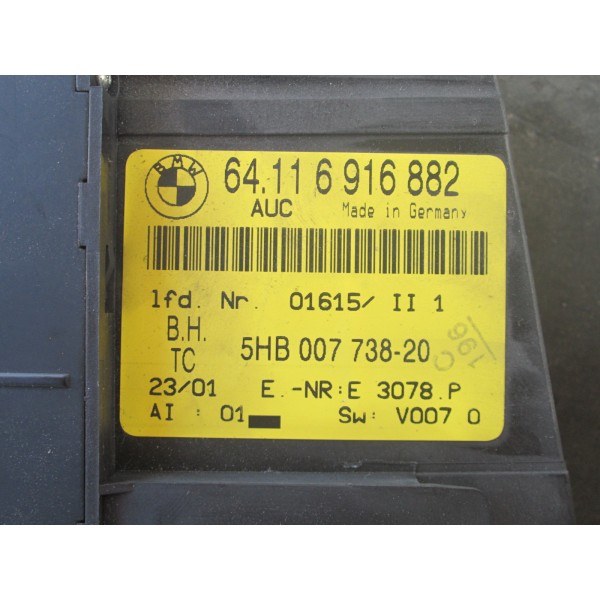 BMW
64.11 6 916 882
AUC Made in Germany
lfd. Nr. 01615/ II 1
B.H.
TC 5HB 007 738-20
196
23/01 E.-NR:E 3078.P
AI : 01
SW: V007 0